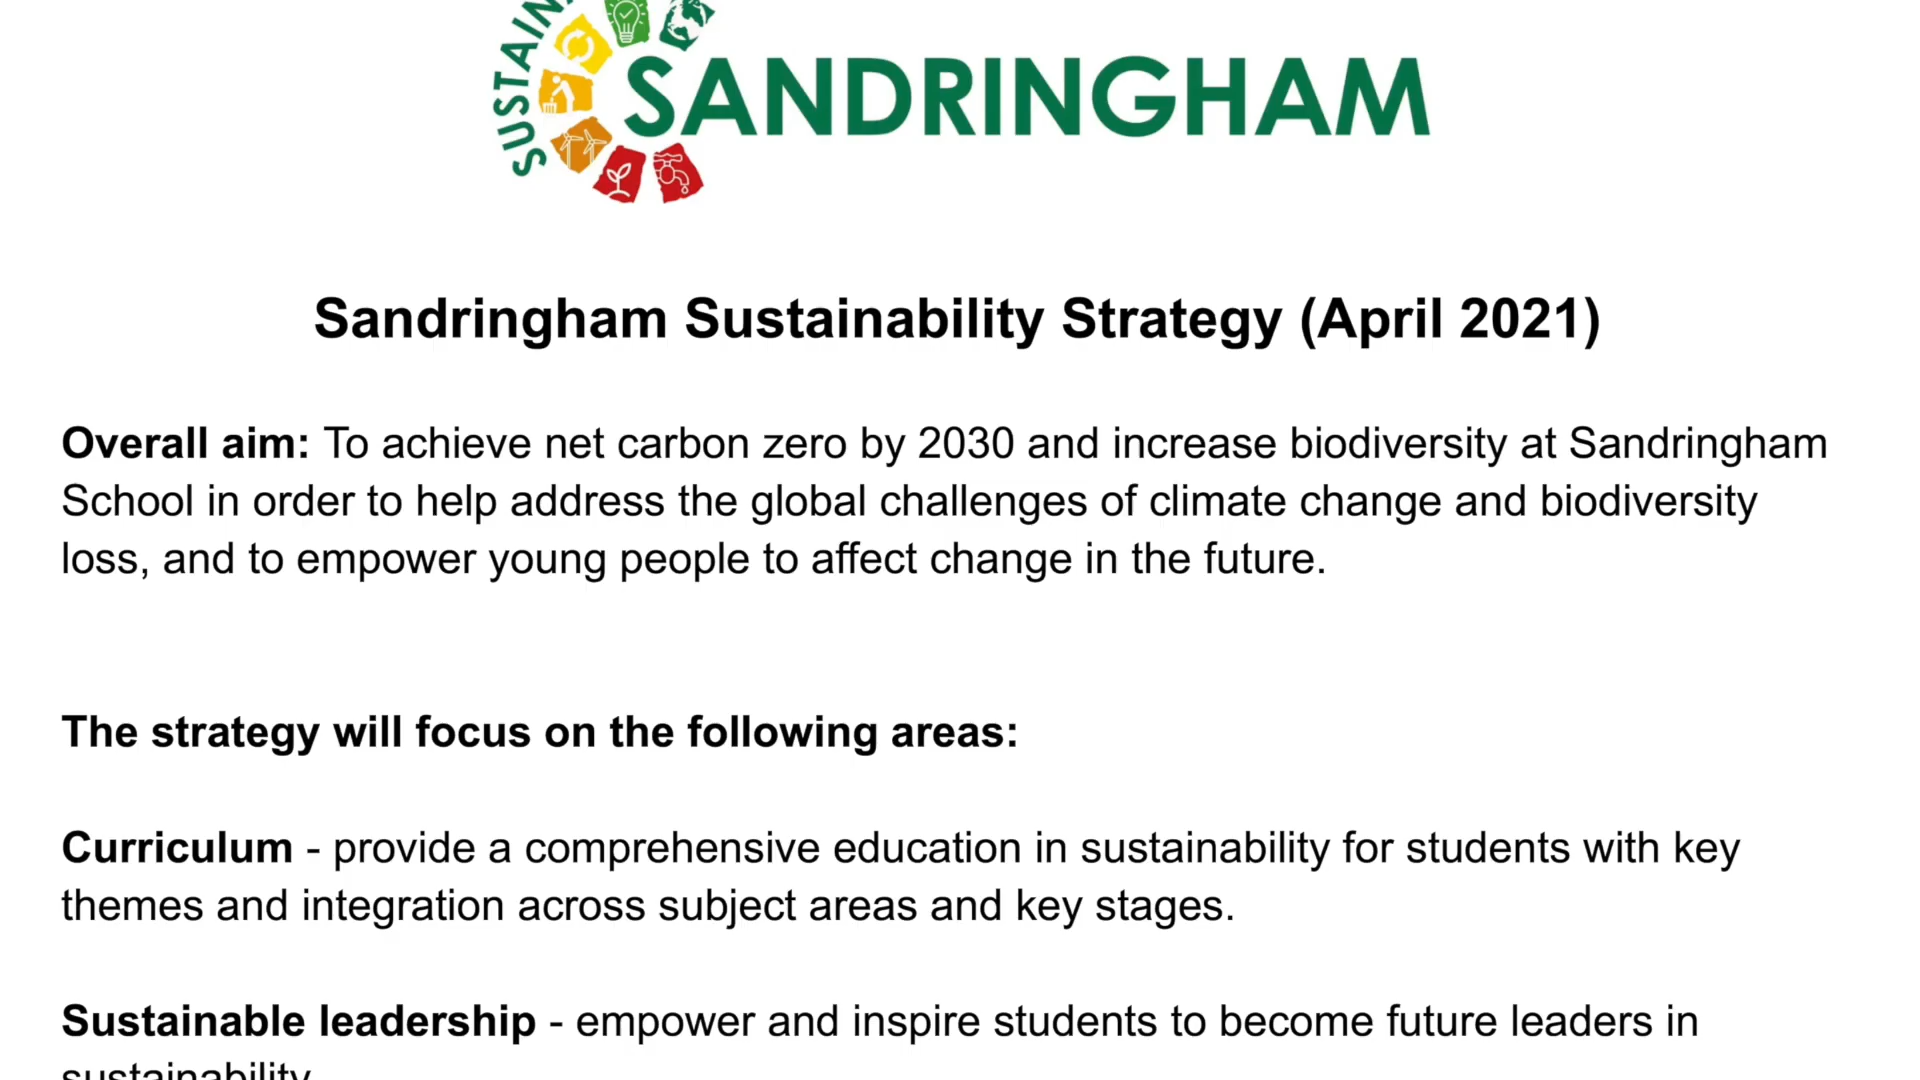 SUSTAIN
SANDRINGHAM
Sandringham Sustainability Strategy (April 2021)
Overall aim: To achieve net carbon zero by 2030 and increase biodiversity at Sandringham
School in order to help address the global challenges of climate change and biodiversity
loss, and to empower young people to affect change in the future.
The strategy will focus on the following areas:
Curriculum - provide a comprehensive education in sustainability for students with key
themes and integration across subject areas and key stages.
Sustainable leadership - empower and inspire students to become future leaders in
sustainability.